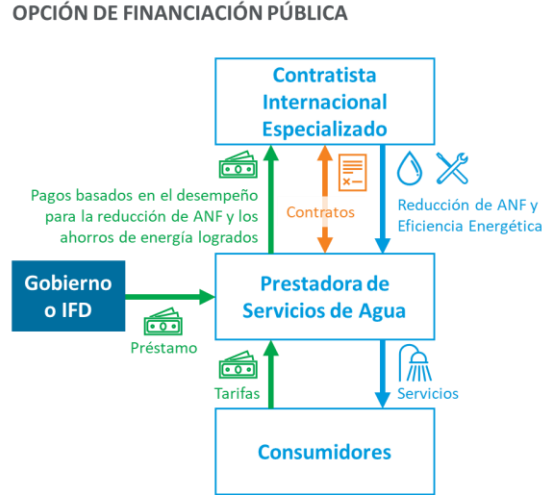 OPCIÓN DE FINANCIACIÓN PÚBLICA
Contratista
Internacional
Especializado
Pagos basados en el desempeño
para la reducción de ANF y los
ahorros de energía logrados
Contratos
Reducción de ANF y
Eficiencia Energética
Gobierno
o IFD
Préstamo
Prestadora de
Servicios de Agua
Tarifas
Servicios
Consumidores